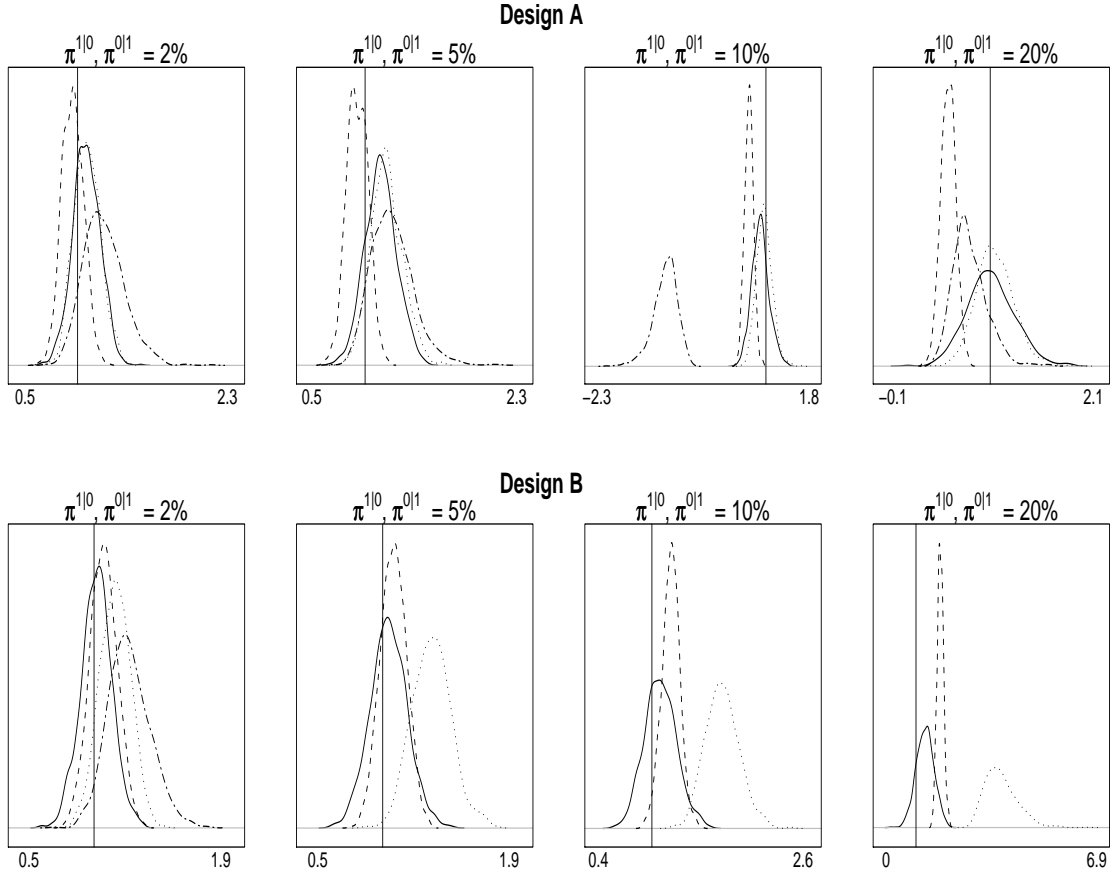 Design A
π^{1|0}, π^{0|1} = 2%
π^{1|0}, π^{0|1} = 5%
π^{1|0}, π^{0|1} = 10%
π^{1|0}, π^{0|1} = 20%
0.5 2.3
0.5 2.3
−2.3 1.8
−0.1 2.1
Design B
π^{1|0}, π^{0|1} = 2%
π^{1|0}, π^{0|1} = 5%
π^{1|0}, π^{0|1} = 10%
π^{1|0}, π^{0|1} = 20%
0.5 1.9
0.5 1.9
0.4 2.6
0 6.9